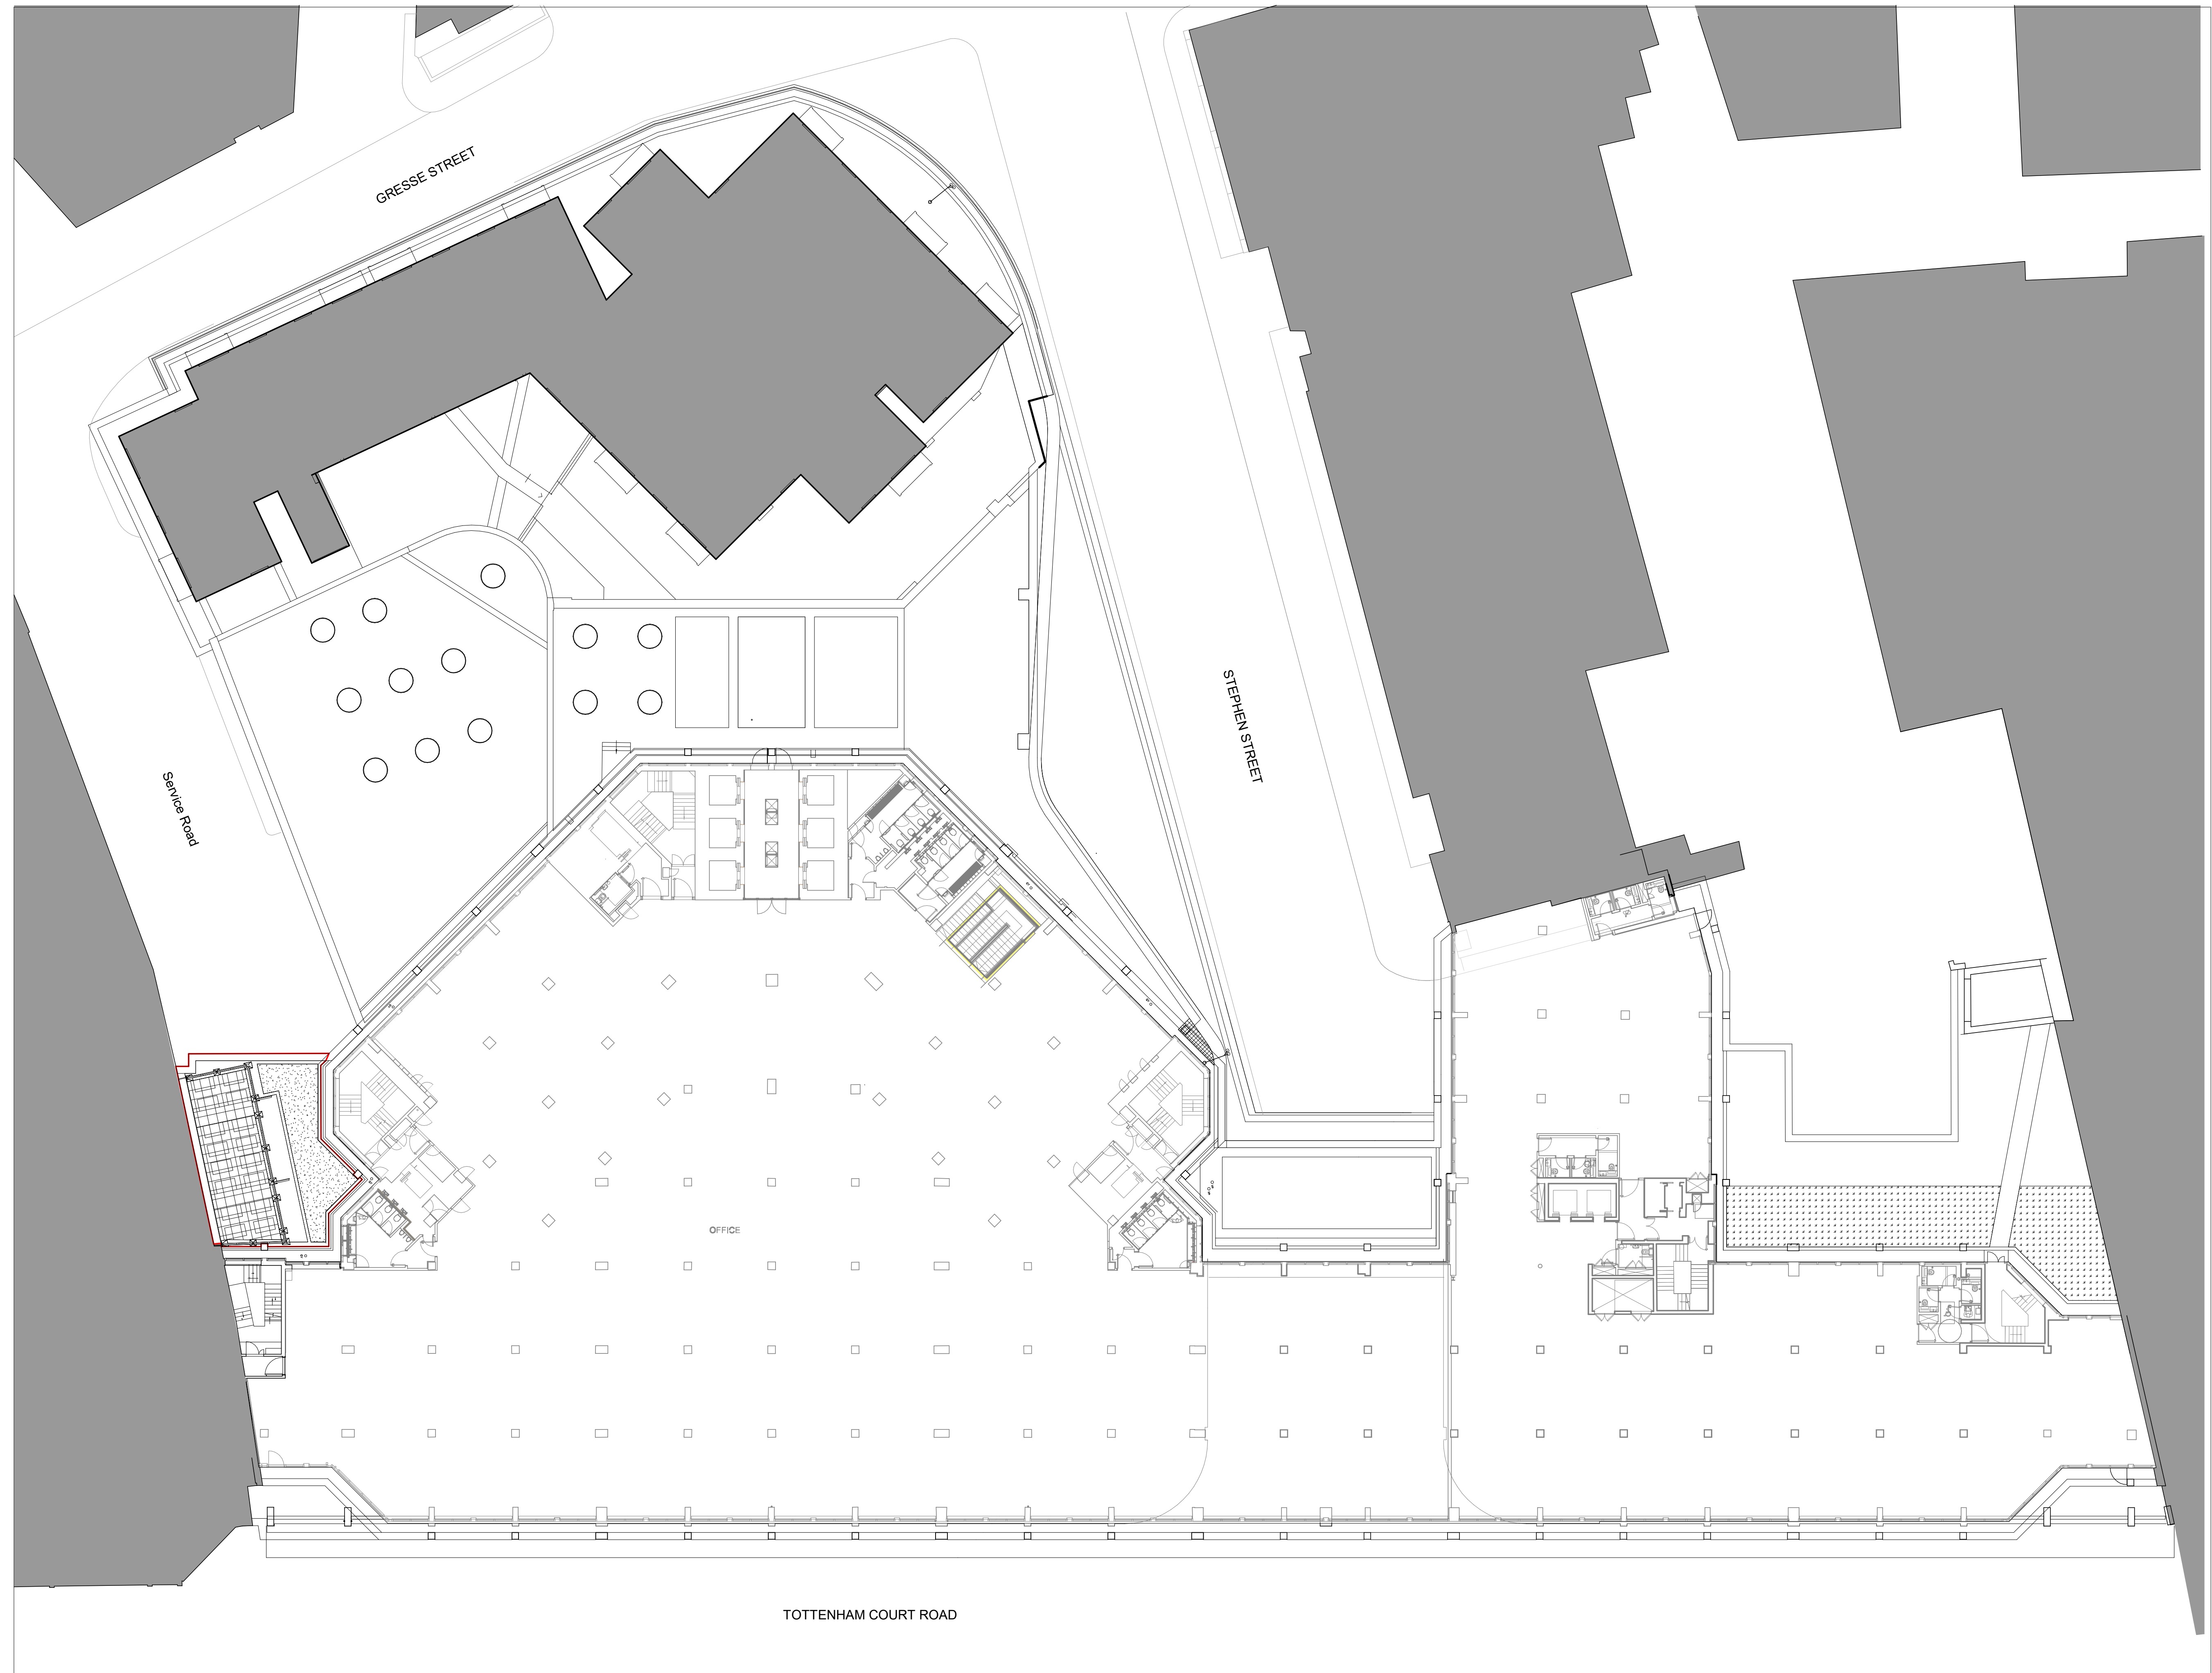 GRESSE STREET
STEPHEN STREET
Service Road
OFFICE
TOTTENHAM COURT ROAD